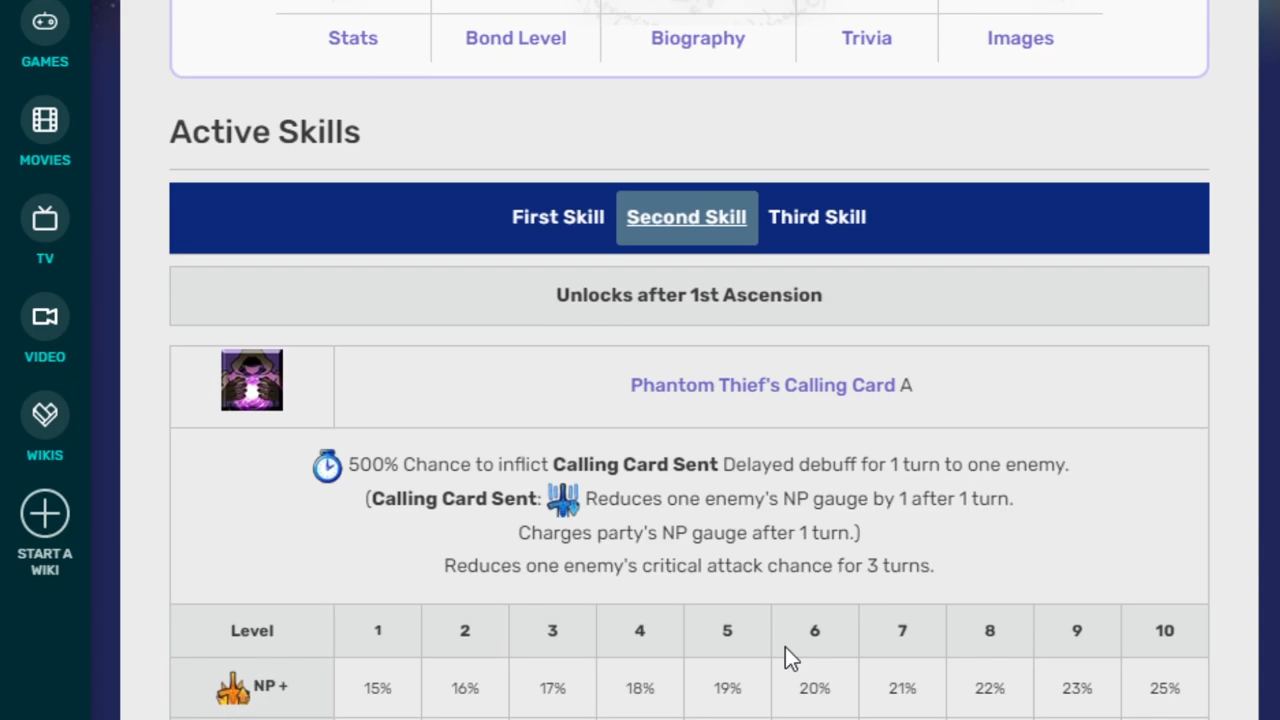 GAMES
MOVIES
TV
VIDEO
WIKIS
START A
WIKI
Stats Bond Level Biography Trivia Images
Active Skills
First Skill Second Skill Third Skill
Unlocks after 1st Ascension
Phantom Thief's Calling Card A
500% Chance to inflict Calling Card Sent Delayed debuff for 1 turn to one enemy.
(Calling Card Sent: Reduces one enemy's NP gauge by 1 after 1 turn.
Charges party's NP gauge after 1 turn.)
Reduces one enemy's critical attack chance for 3 turns.
Level 1 2 3 4 5 6 7 8 9 10
NP + 15% 16% 17% 18% 19% 20% 21% 22% 23% 25%